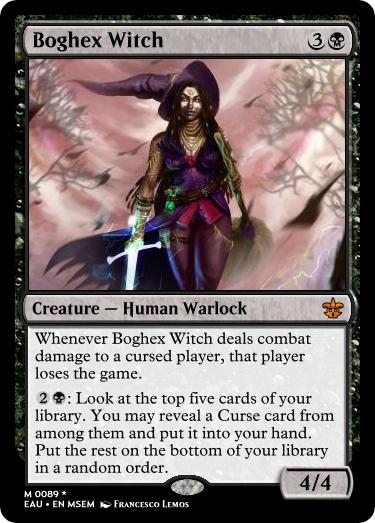 Boghex Witch 3
Creature — Human Warlock
Whenever Boghex Witch deals combat
damage to a cursed player, that player
loses the game.
2 : Look at the top five cards of your
library. You may reveal a Curse card from
among them and put it into your hand.
Put the rest on the bottom of your library
in a random order.
4/4
M 0089 *
EAU • EN MSEM Francesco Lemos